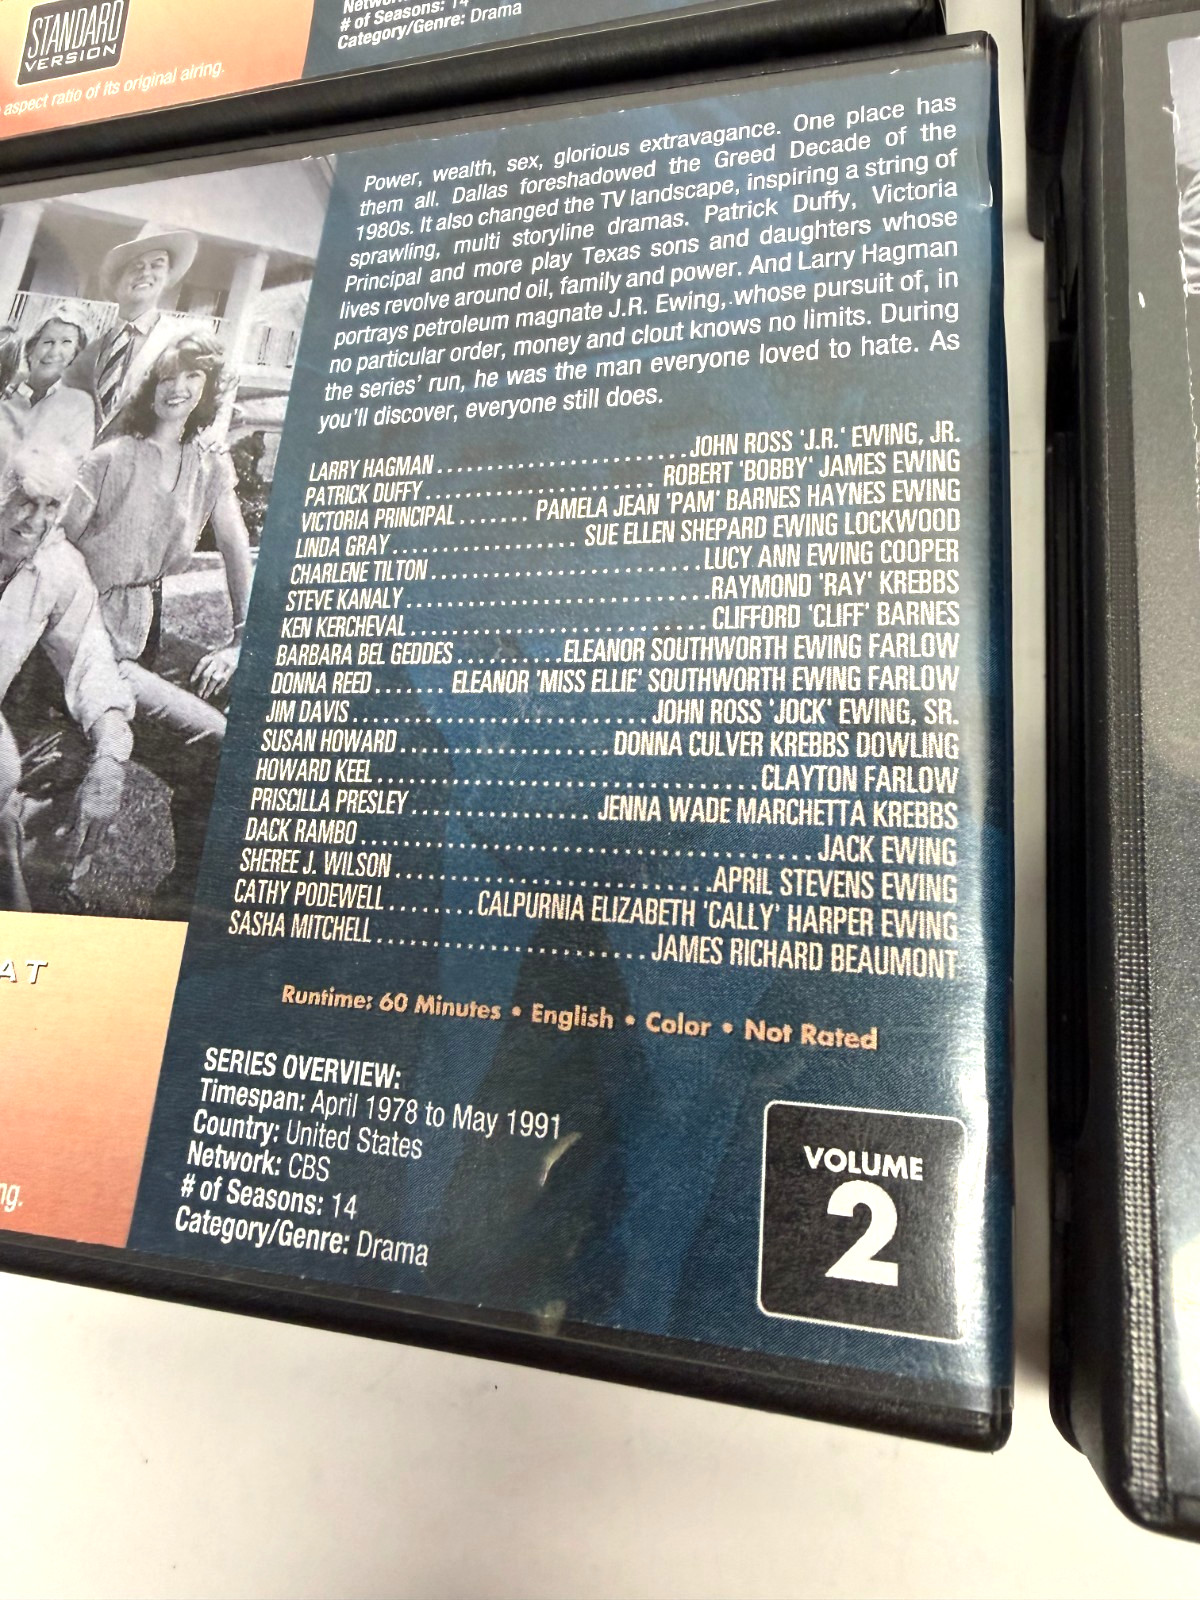 STANDARD
VERSION
aspect ratio of its original airing.
# of Seasons: 14
Category/Genre: Drama
Power, wealth, sex, glorious extravagance. One place has
them all. Dallas foreshadowed the Greed Decade of the
1980s. It also changed the TV landscape, inspiring a string of
sprawling, multi storyline dramas. Patrick Duffy, Victoria
Principal and more play Texas sons and daughters whose
lives revolve around oil, family and power. And Larry Hagman
portrays petroleum magnate J.R. Ewing, whose pursuit of, in
no particular order, money and clout knows no limits. During
the series' run, he was the man everyone loved to hate. As
you'll discover, everyone still does.
LARRY HAGMAN........................JOHN ROSS 'J.R.' EWING, JR.
PATRICK DUFFY...................... ROBERT 'BOBBY' JAMES EWING
VICTORIA PRINCIPAL....... PAMELA JEAN 'PAM' BARNES HAYNES EWING
LINDA GRAY.................. SUE ELLEN SHEPARD EWING LOCKWOOD
CHARLENE TILTON..........................LUCY ANN EWING COOPER
STEVE KANALY.............................RAYMOND 'RAY' KREBBS
KEN KERCHEVAL............................ CLIFFORD 'CLIFF' BARNES
BARBARA BEL GEDDES..........ELEANOR SOUTHWORTH EWING FARLOW
DONNA REED....... ELEANOR 'MISS ELLIE' SOUTHWORTH EWING FARLOW
JIM DAVIS............................JOHN ROSS 'JOCK' EWING, SR.
SUSAN HOWARD....................DONNA CULVER KREBBS DOWLING
HOWARD KEEL....................................CLAYTON FARLOW
PRISCILLA PRESLEY................. JENNA WADE MARCHETTA KREBBS
DACK RAMBO...........................................JACK EWING
SHEREE J. WILSON..............................APRIL STEVENS EWING
CATHY PODEWELL........CALPURNIA ELIZABETH 'CALLY' HARPER EWING
SASHA MITCHELL..........................JAMES RICHARD BEAUMONT
AT
Runtime: 60 Minutes • English • Color • Not Rated
SERIES OVERVIEW:
Timespan: April 1978 to May 1991
Country: United States
Network: CBS
# of Seasons: 14
Category/Genre: Drama
ng.
VOLUME
2